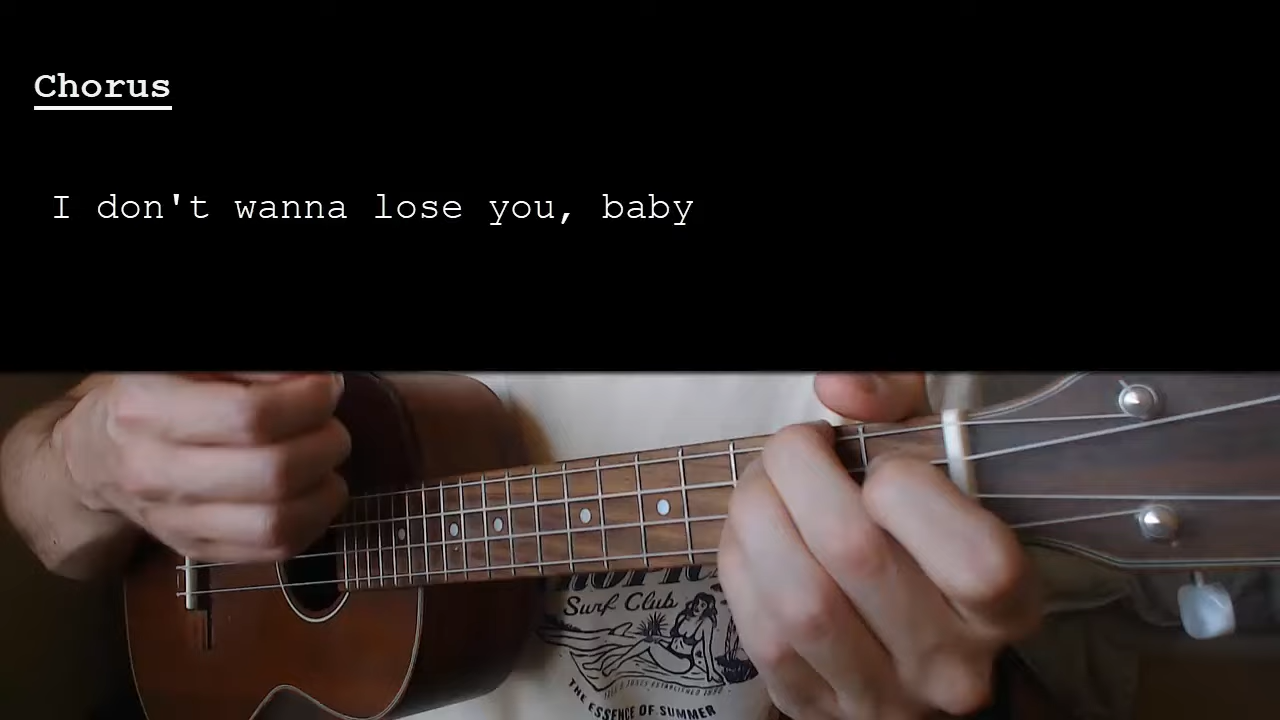 Chorus
I don't wanna lose you, baby
Surf Club
THE ESSENCE OF SUMMER